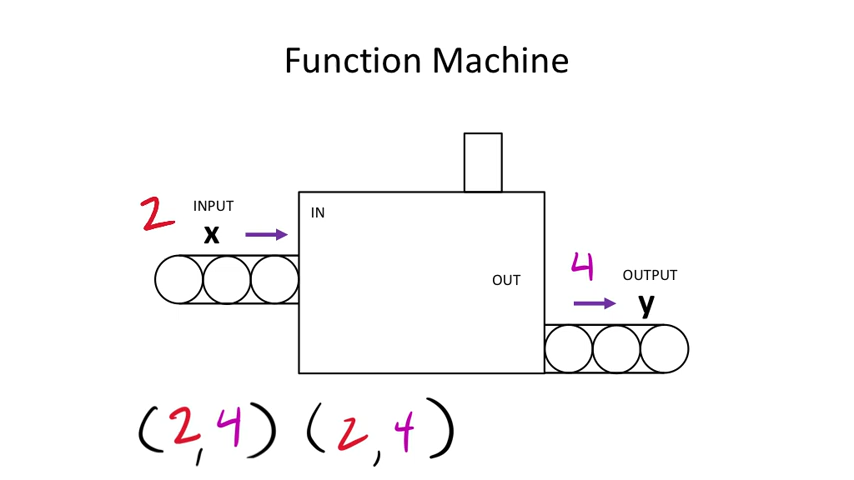 Function Machine
2 INPUT
x
IN
OUT
4 OUTPUT
y
(2,4) (2,4)